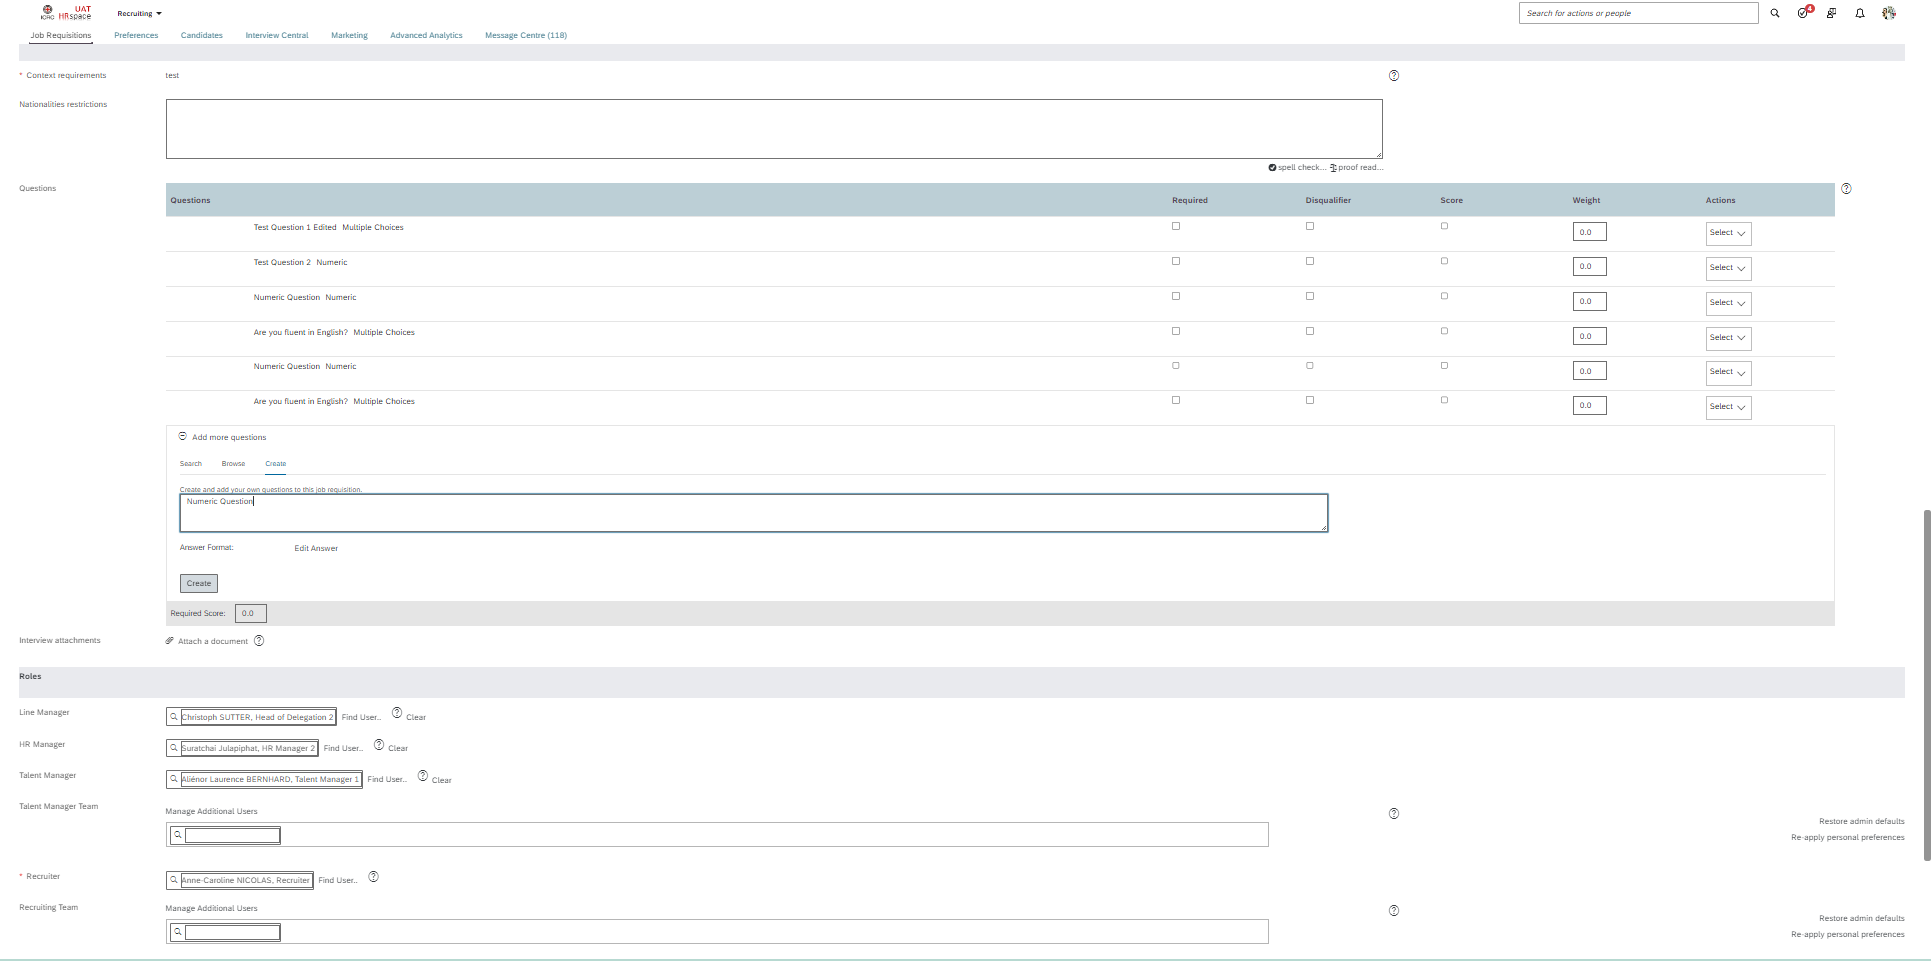 UAT
ICRC HRspace
Recruiting
Search for actions or people
4
Job Requisitions Preferences Candidates Interview Central Marketing Advanced Analytics Message Centre (118)
* Context requirements test
Nationalities restrictions
spell check... proof read...
Questions
Questions Required Disqualifier Score Weight Actions
Test Question 1 Edited Multiple Choices 0.0 Select
Test Question 2 Numeric 0.0 Select
Numeric Question Numeric 0.0 Select
Are you fluent in English? Multiple Choices 0.0 Select
Numeric Question Numeric 0.0 Select
Are you fluent in English? Multiple Choices 0.0 Select
Add more questions
Search Browse Create
Create and add your own questions to this job requisition.
Numeric Question
Answer Format: Edit Answer
Create
Required Score: 0.0
Interview attachments Attach a document
Roles
Line Manager Christoph SUTTER, Head of Delegation 2 Find User.. Clear
HR Manager Suratchai Julapiphat, HR Manager 2 Find User.. Clear
Talent Manager Aliénor Laurence BERNHARD, Talent Manager 1 Find User.. Clear
Talent Manager Team Manage Additional Users
Restore admin defaults
Re-apply personal preferences
* Recruiter Anne-Caroline NICOLAS, Recruiter Find User..
Recruiting Team Manage Additional Users
Restore admin defaults
Re-apply personal preferences